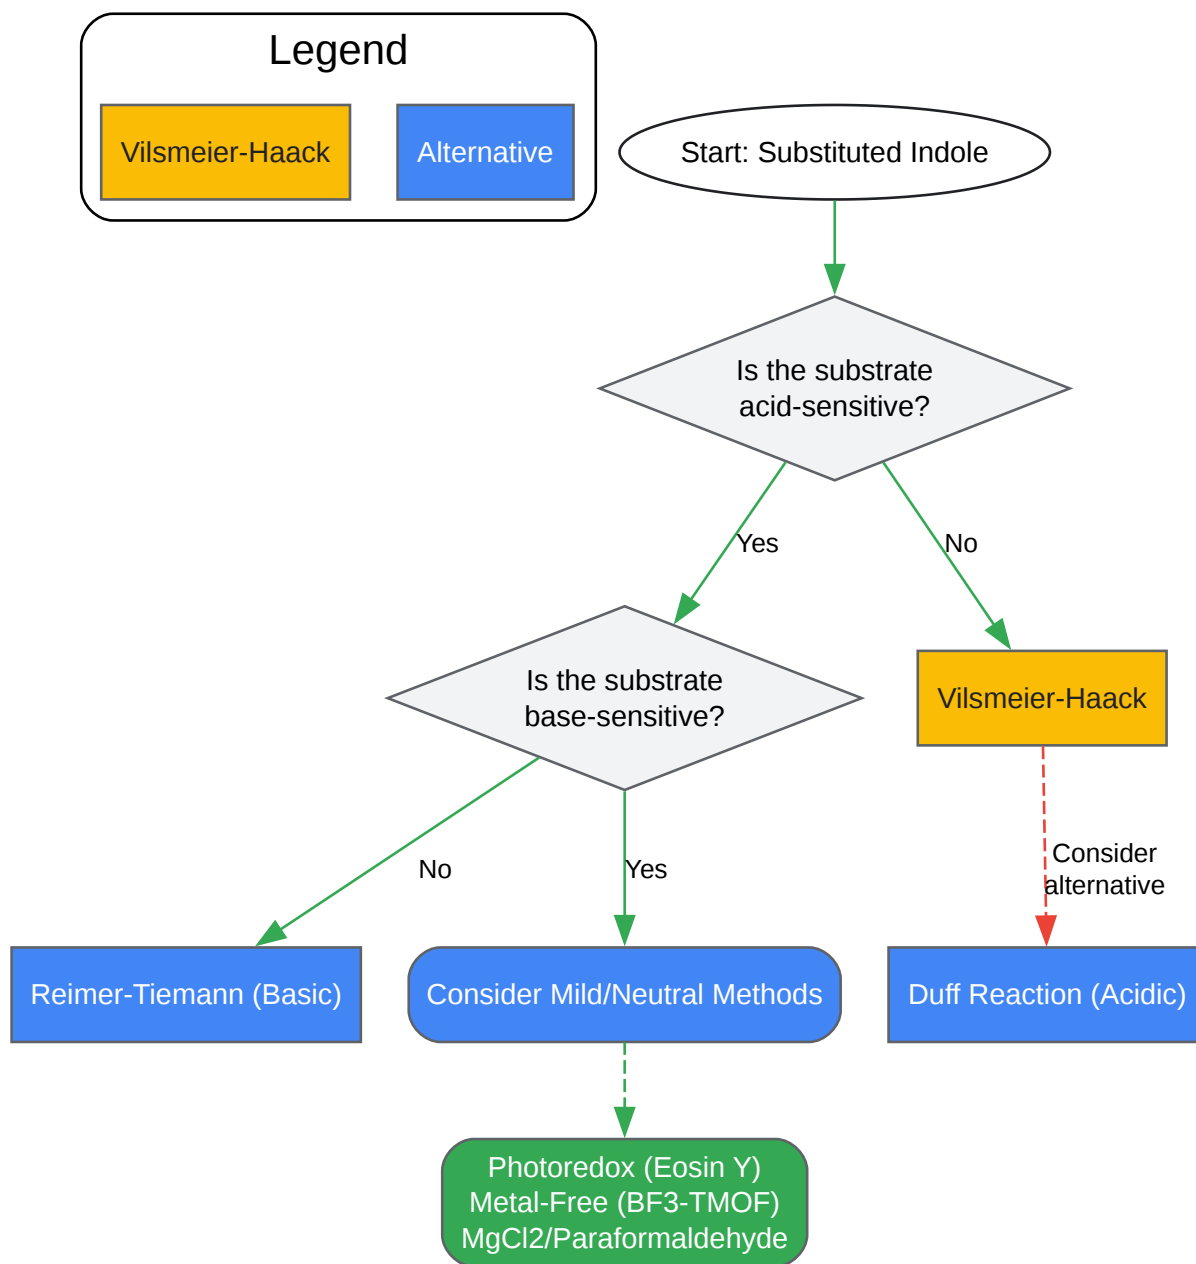 Legend
Vilsmeier-Haack
Alternative
Start: Substituted Indole
Is the substrate
acid-sensitive?
Yes
No
Is the substrate
base-sensitive?
Vilsmeier-Haack
No
Yes
Consider
alternative
Reimer-Tiemann (Basic)
Consider Mild/Neutral Methods
Duff Reaction (Acidic)
Photoredox (Eosin Y)
Metal-Free (BF3-TMOF)
MgCl2/Paraformaldehyde